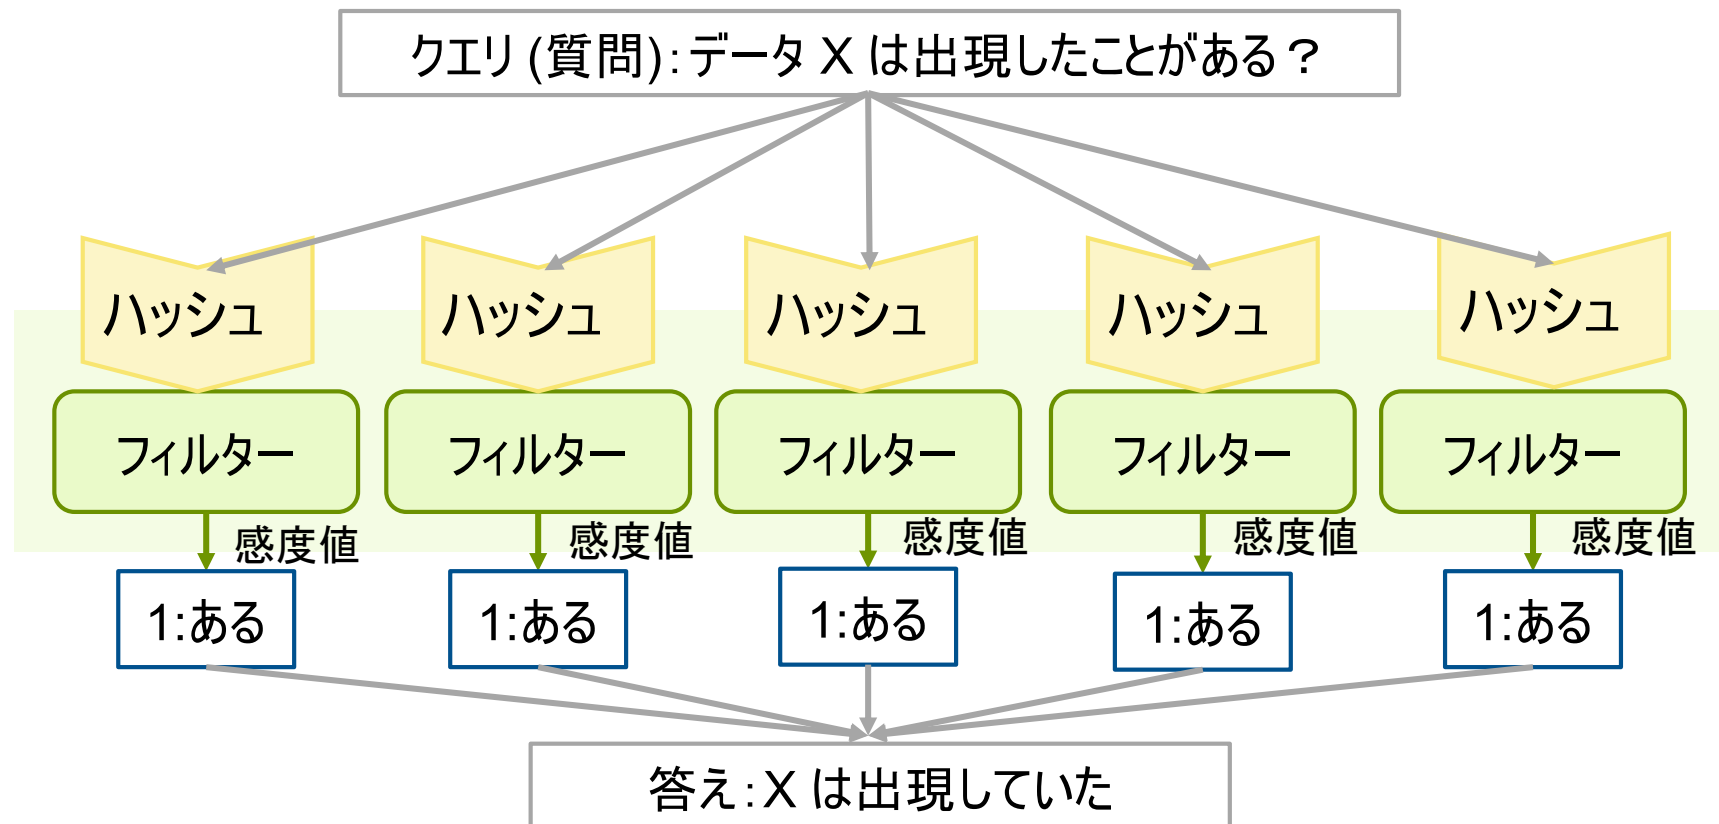 クエリ (質問):データ X は出現したことがある？
ハッシュ
ハッシュ
ハッシュ
ハッシュ
ハッシュ
フィルター
フィルター
フィルター
フィルター
フィルター
感度値
感度値
感度値
感度値
感度値
1:ある
1:ある
1:ある
1:ある
1:ある
答え:X は出現していた